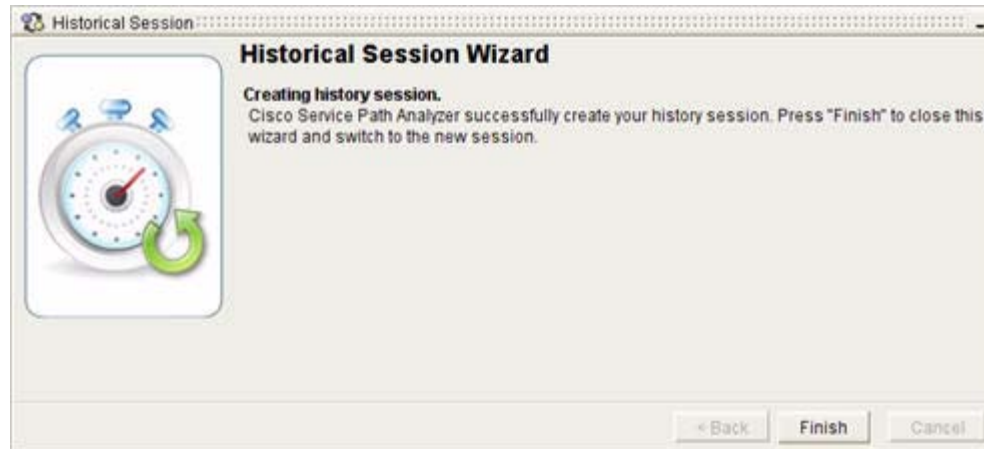 Historical Session
Historical Session Wizard
Creating history session.
Cisco Service Path Analyzer successfully create your history session. Press "Finish" to close this
wizard and switch to the new session.
< Back
Finish
Cancel